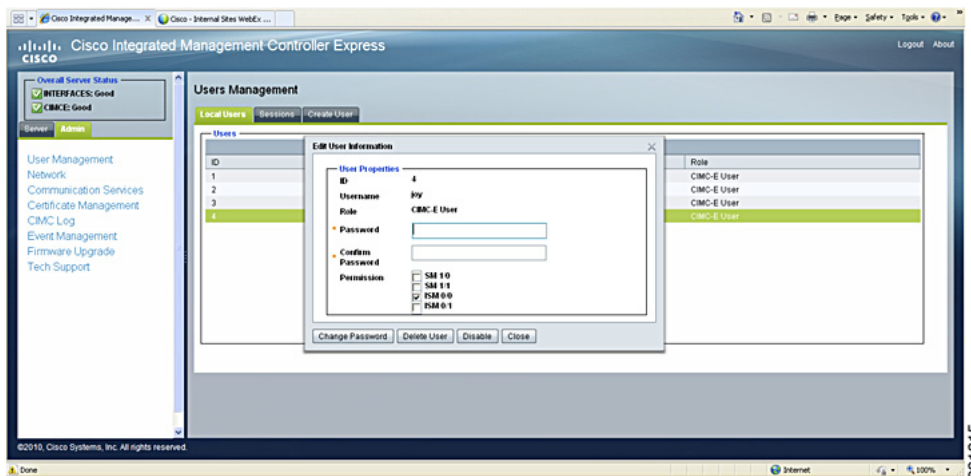 Cisco Integrated Manage... X
Cisco - Internal Sites WebEx ...
Page Safety Tools
Cisco Integrated Management Controller Express
CISCO
Logout About
Overall Server Status
INTERFACES: Good
CIMCE: Good
Server Admin
User Management
Network
Communication Services
Certificate Management
CIMC Log
Event Management
Firmware Upgrade
Tech Support
Users Management
Local Users Sessions Create User
Users
ID Role
1 CIMC-E User
2 CIMC-E User
3 CIMC-E User
4 CIMC-E User
Edit User Information
User Properties
ID 4
Username joy
Role CIMC-E User
* Password
* Confirm
Password
Permission SM 1/0
SM 1/1
ISM 0/0
ISM 0/1
Change Password Delete User Disable Close
©2010, Cisco Systems, Inc. All rights reserved.
Done
Internet
100%